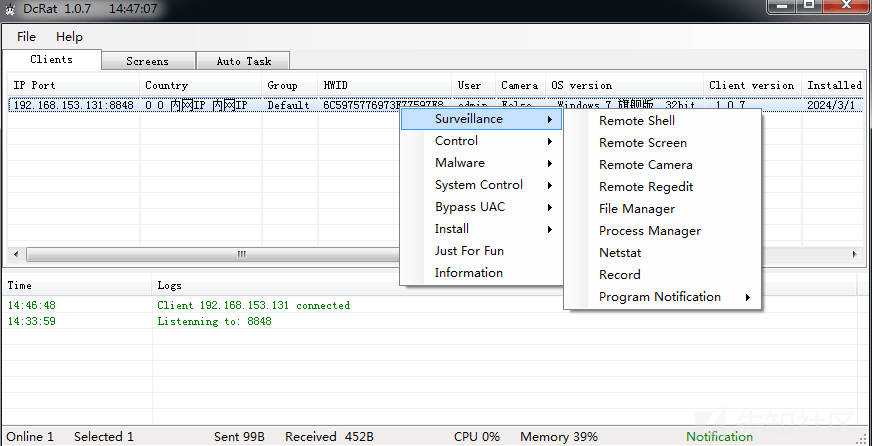 DcRat 1.0.7 14:47:07
File Help
Clients Screens Auto Task
IP Port Country Group HWID User Camera OS version Client version Installed
192.168.153.131:8848 0 0 内网IP 内网IP Default Windows 7 旗舰版 32bit 1.0.7 2024/3/1
Surveillance
Control
Malware
System Control
Bypass UAC
Install
Just For Fun
Information
Remote Shell
Remote Screen
Remote Camera
Remote Regedit
File Manager
Process Manager
Netstat
Record
Program Notification
Time Logs
14:46:48 Client 192.168.153.131 connected
14:33:59 Listenning to: 8848
Online 1 Selected 1 Sent 99B Received 452B CPU 0% Memory 39% Notification
先知社区